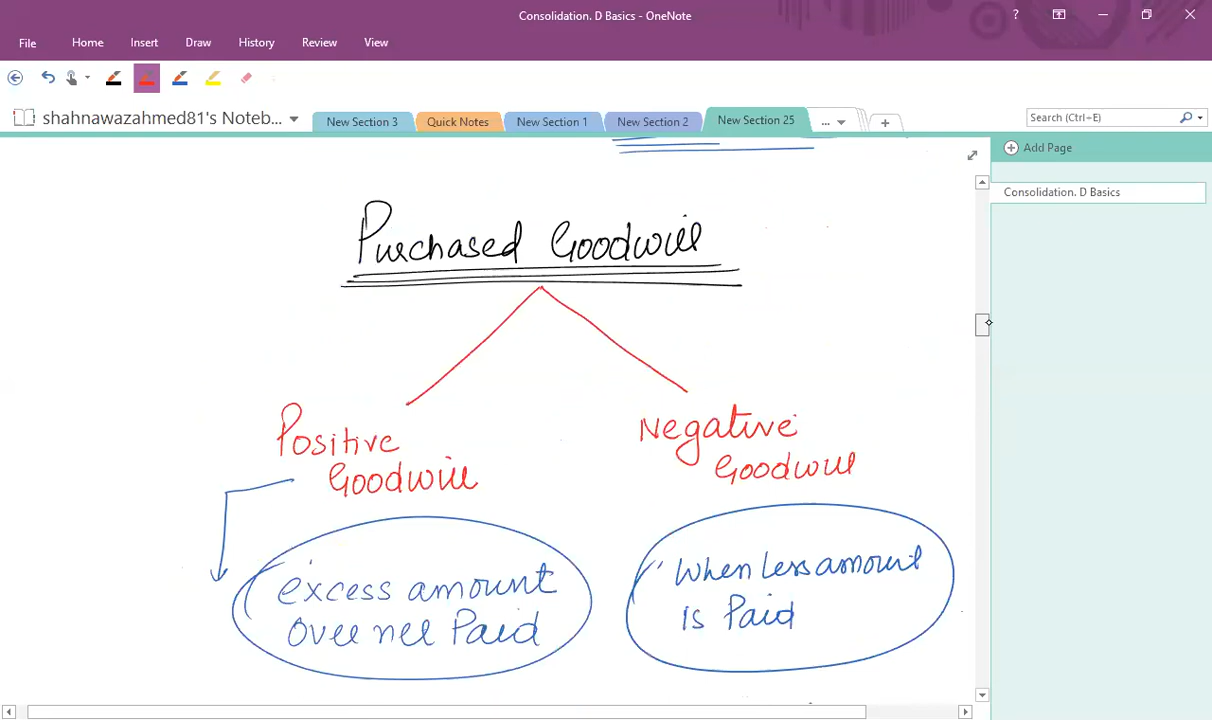 Consolidation. D Basics - OneNote
?
File Home Insert Draw History Review View
shahnawazahmed81's Noteb...
New Section 3
Quick Notes
New Section 1
New Section 2
New Section 25
...
Search (Ctrl+E)
Add Page
Consolidation. D Basics
Purchased Goodwill
Positive
Goodwill
Negative
Goodwill
excess amount
over net Paid
When Less amount
is Paid